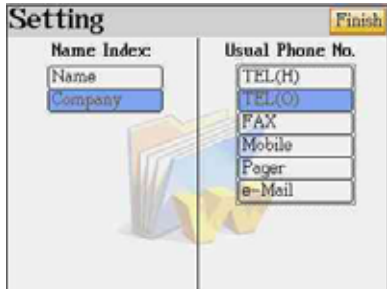 Setting
Finish
Name Index:
Name
Company
Usual Phone No.
TEL(H)
TEL(O)
FAX
Mobile
Pager
e-Mail